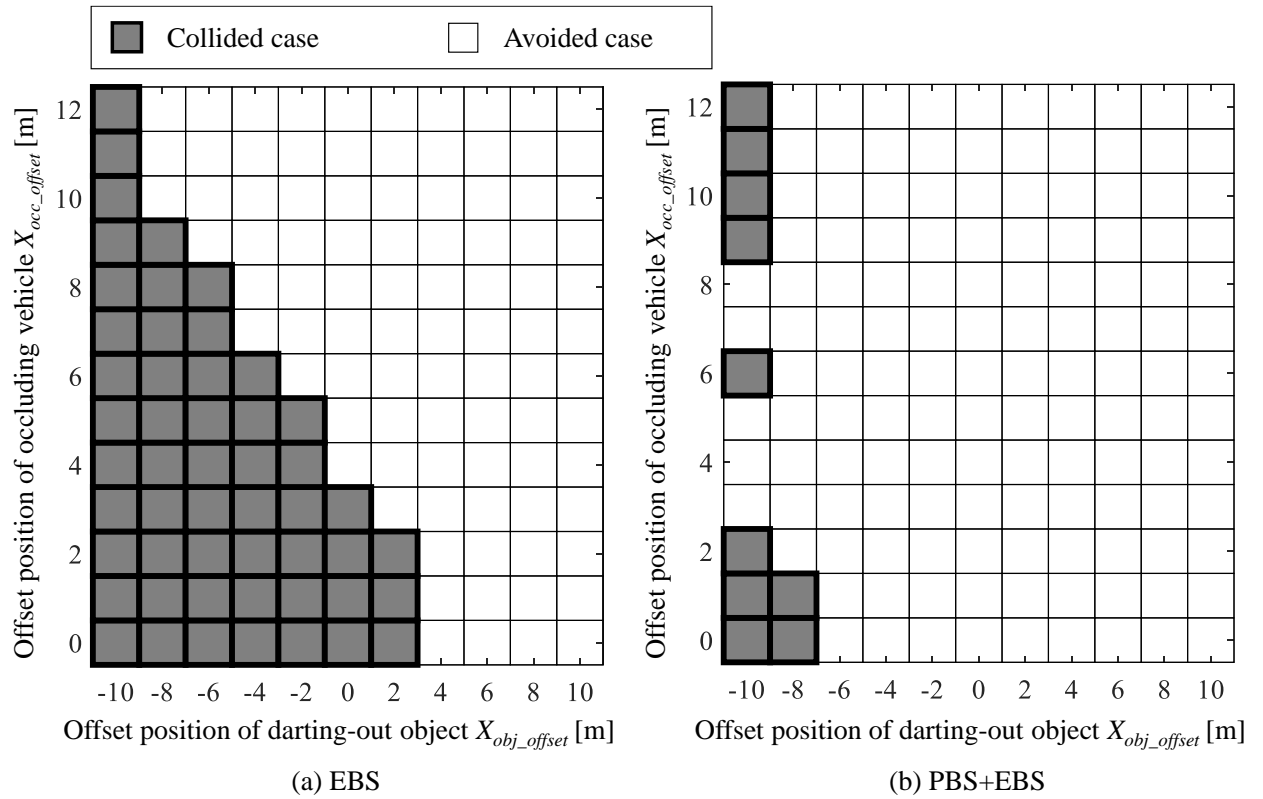 Collided case
Avoided case
Offset position of occluding vehicle X_occ_offset [m]
12
10
8
6
4
2
0
-10 -8 -6 -4 -2 0 2 4 6 8 10
Offset position of darting-out object X_obj_offset [m]
(a) EBS
Offset position of occluding vehicle X_occ_offset [m]
12
10
8
6
4
2
0
-10 -8 -6 -4 -2 0 2 4 6 8 10
Offset position of darting-out object X_obj_offset [m]
(b) PBS+EBS